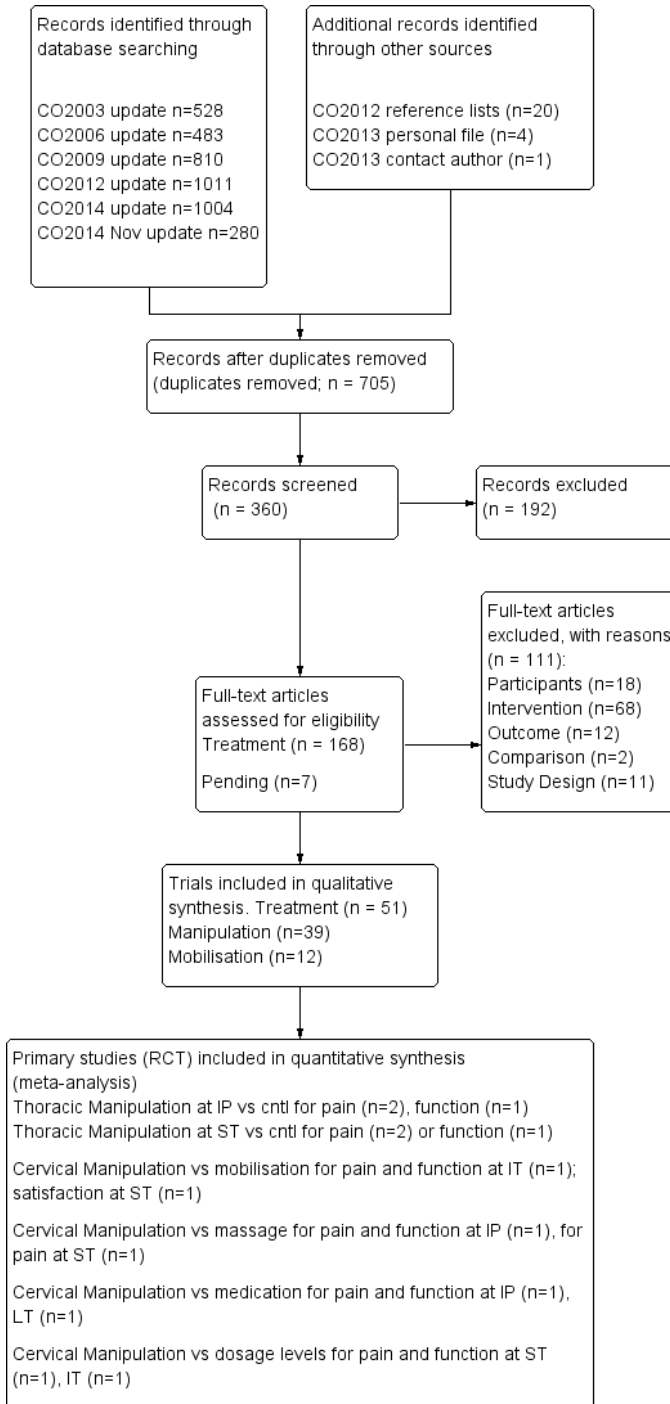 Records identified through
database searching
CO2003 update n=528
CO2006 update n=483
CO2009 update n=810
CO2012 update n=1011
CO2014 update n=1004
CO2014 Nov update n=280
Additional records identified
through other sources
CO2012 reference lists (n=20)
CO2013 personal file (n=4)
CO2013 contact author (n=1)
Records after duplicates removed
(duplicates removed; n = 705)
Records screened
(n = 360)
Records excluded
(n = 192)
Full-text articles
assessed for eligibility
Treatment (n = 168)
Pending (n=7)
Full-text articles
excluded, with reasons
(n = 111):
Participants (n=18)
Intervention (n=68)
Outcome (n=12)
Comparison (n=2)
Study Design (n=11)
Trials included in qualitative
synthesis. Treatment (n = 51)
Manipulation (n=39)
Mobilisation (n=12)
Primary studies (RCT) included in quantitative synthesis
(meta-analysis)
Thoracic Manipulation at IP vs cntl for pain (n=2), function (n=1)
Thoracic Manipulation at ST vs cntl for pain (n=2) or function (n=1)
Cervical Manipulation vs mobilisation for pain and function at IT (n=1);
satisfaction at ST (n=1)
Cervical Manipulation vs massage for pain and function at IP (n=1), for
pain at ST (n=1)
Cervical Manipulation vs medication for pain and function at IP (n=1),
LT (n=1)
Cervical Manipulation vs dosage levels for pain and function at ST
(n=1), IT (n=1)